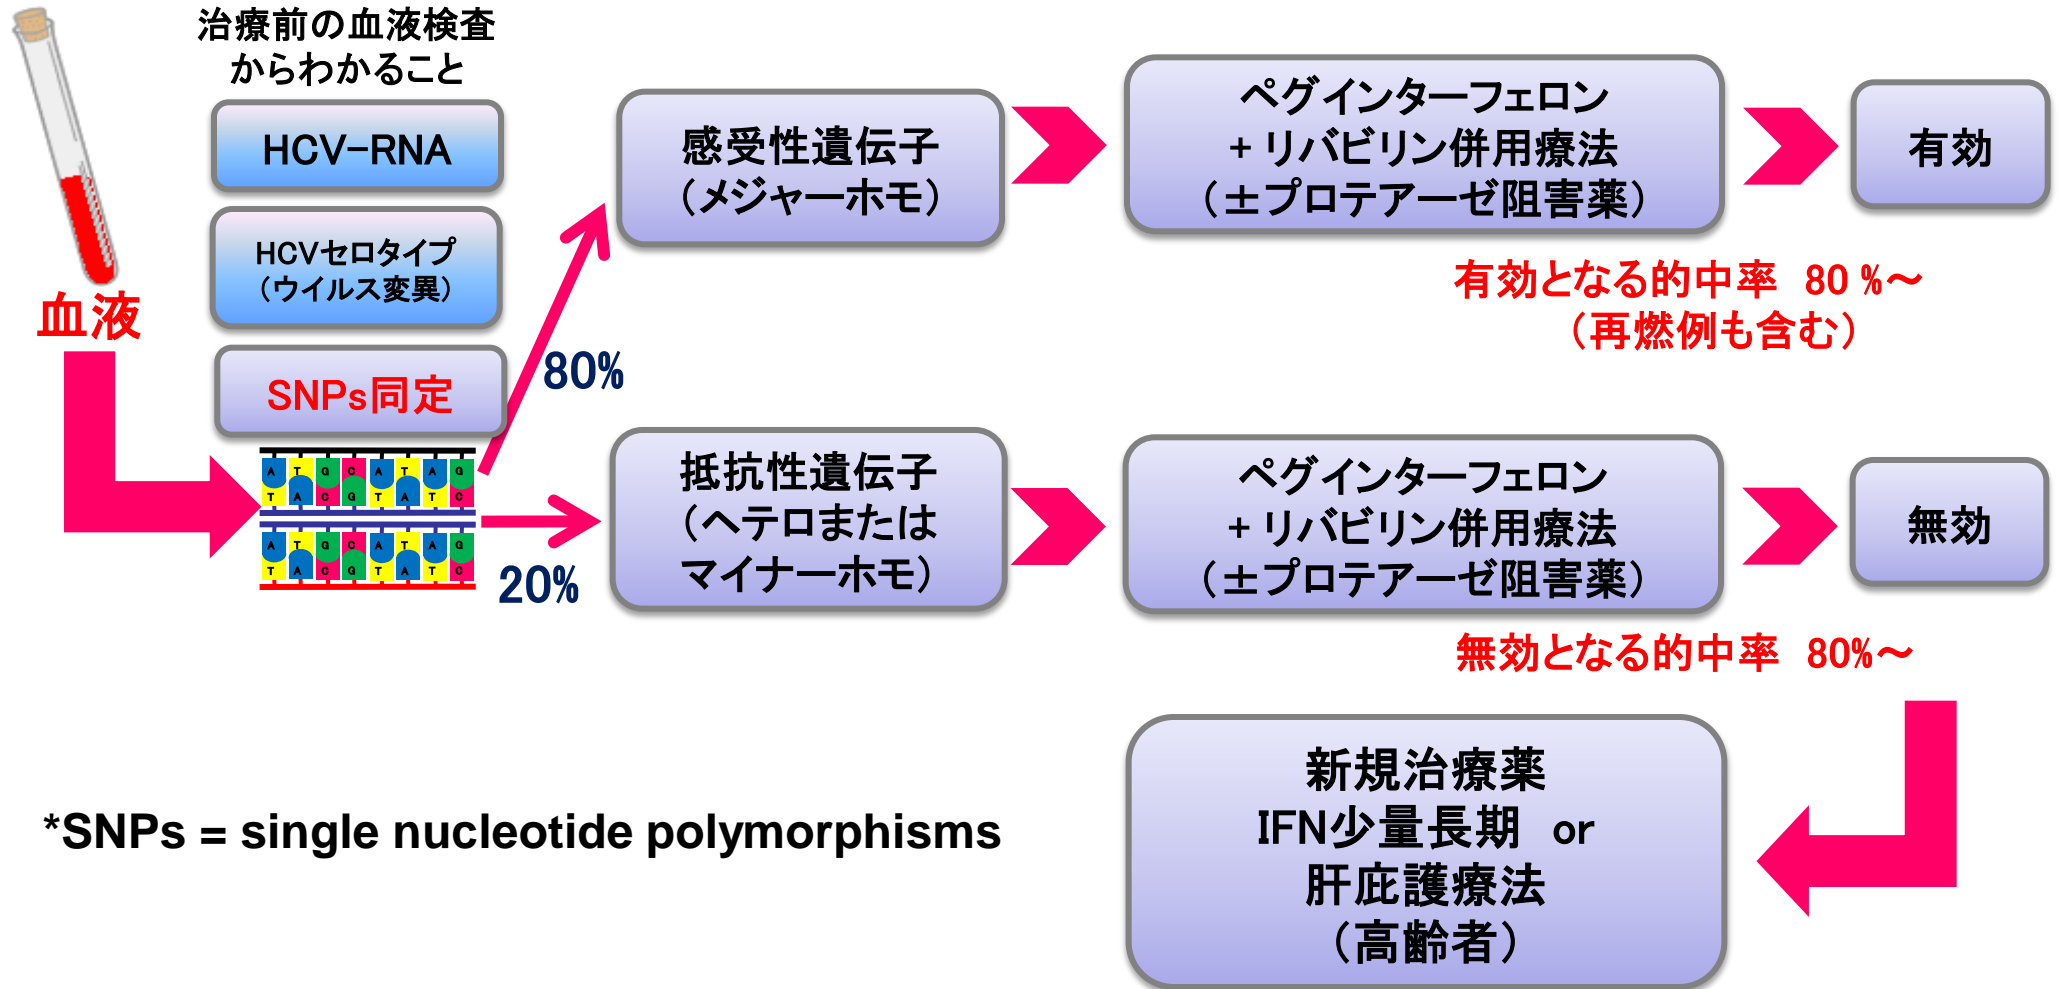 治療前の血液検査
からわかること
HCV-RNA
HCVセロタイプ
（ウイルス変異）
SNPs同定
血液
A T G C A T A G
T A C G T A T C
A T G C A T A G
T A C G T A T C
80%
20%
感受性遺伝子
（メジャーホモ）
ペグインターフェロン
+リバビリン併用療法
（±プロテアーゼ阻害薬）
有効
有効となる的中率 80 %～
（再燃例も含む）
抵抗性遺伝子
（ヘテロまたは
マイナーホモ）
ペグインターフェロン
+リバビリン併用療法
（±プロテアーゼ阻害薬）
無効
無効となる的中率 80%～
新規治療薬
IFN少量長期 or
肝庇護療法
（高齢者）
*SNPs = single nucleotide polymorphisms